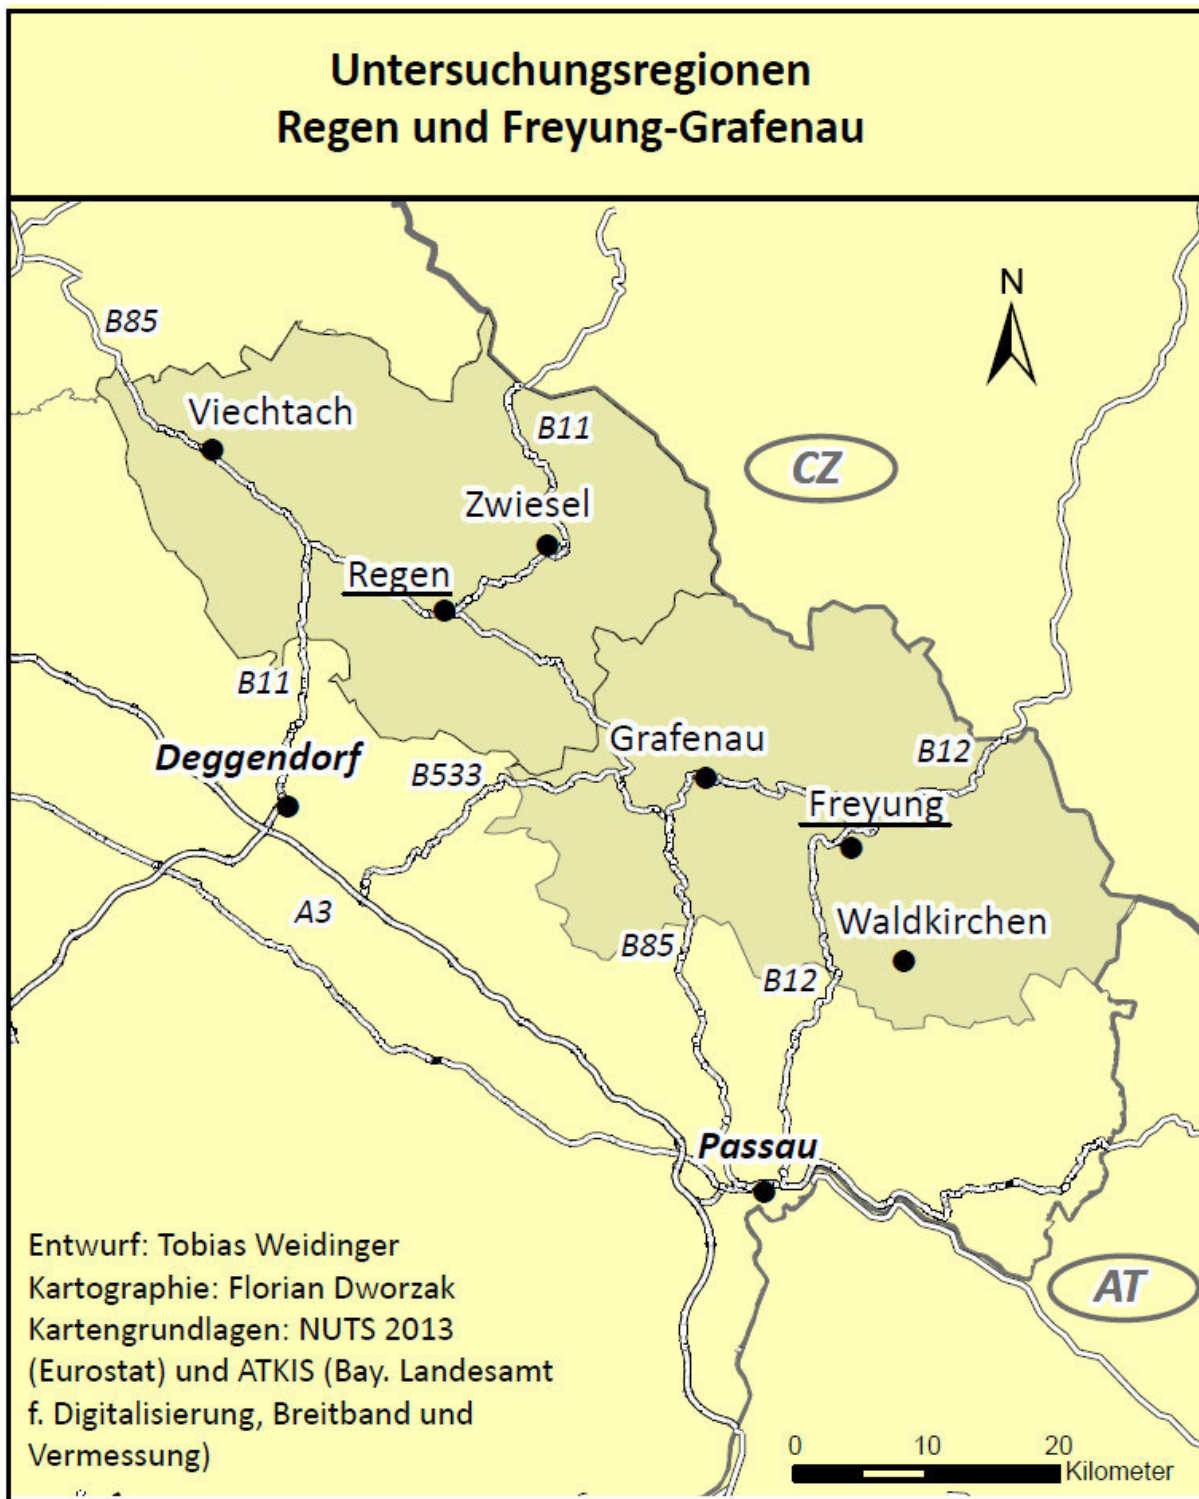 Untersuchungsregionen
Regen und Freyung-Grafenau
N
B85
Viechtach
B11
CZ
Zwiesel
Regen
B11
Grafenau
B12
Deggendorf
B533
Freyung
A3
Waldkirchen
B85
B12
Passau
Entwurf: Tobias Weidinger
Kartographie: Florian Dworzak
Kartengrundlagen: NUTS 2013
(Eurostat) und ATKIS (Bay. Landesamt
f. Digitalisierung, Breitband und
Vermessung)
AT
0 10 20
Kilometer